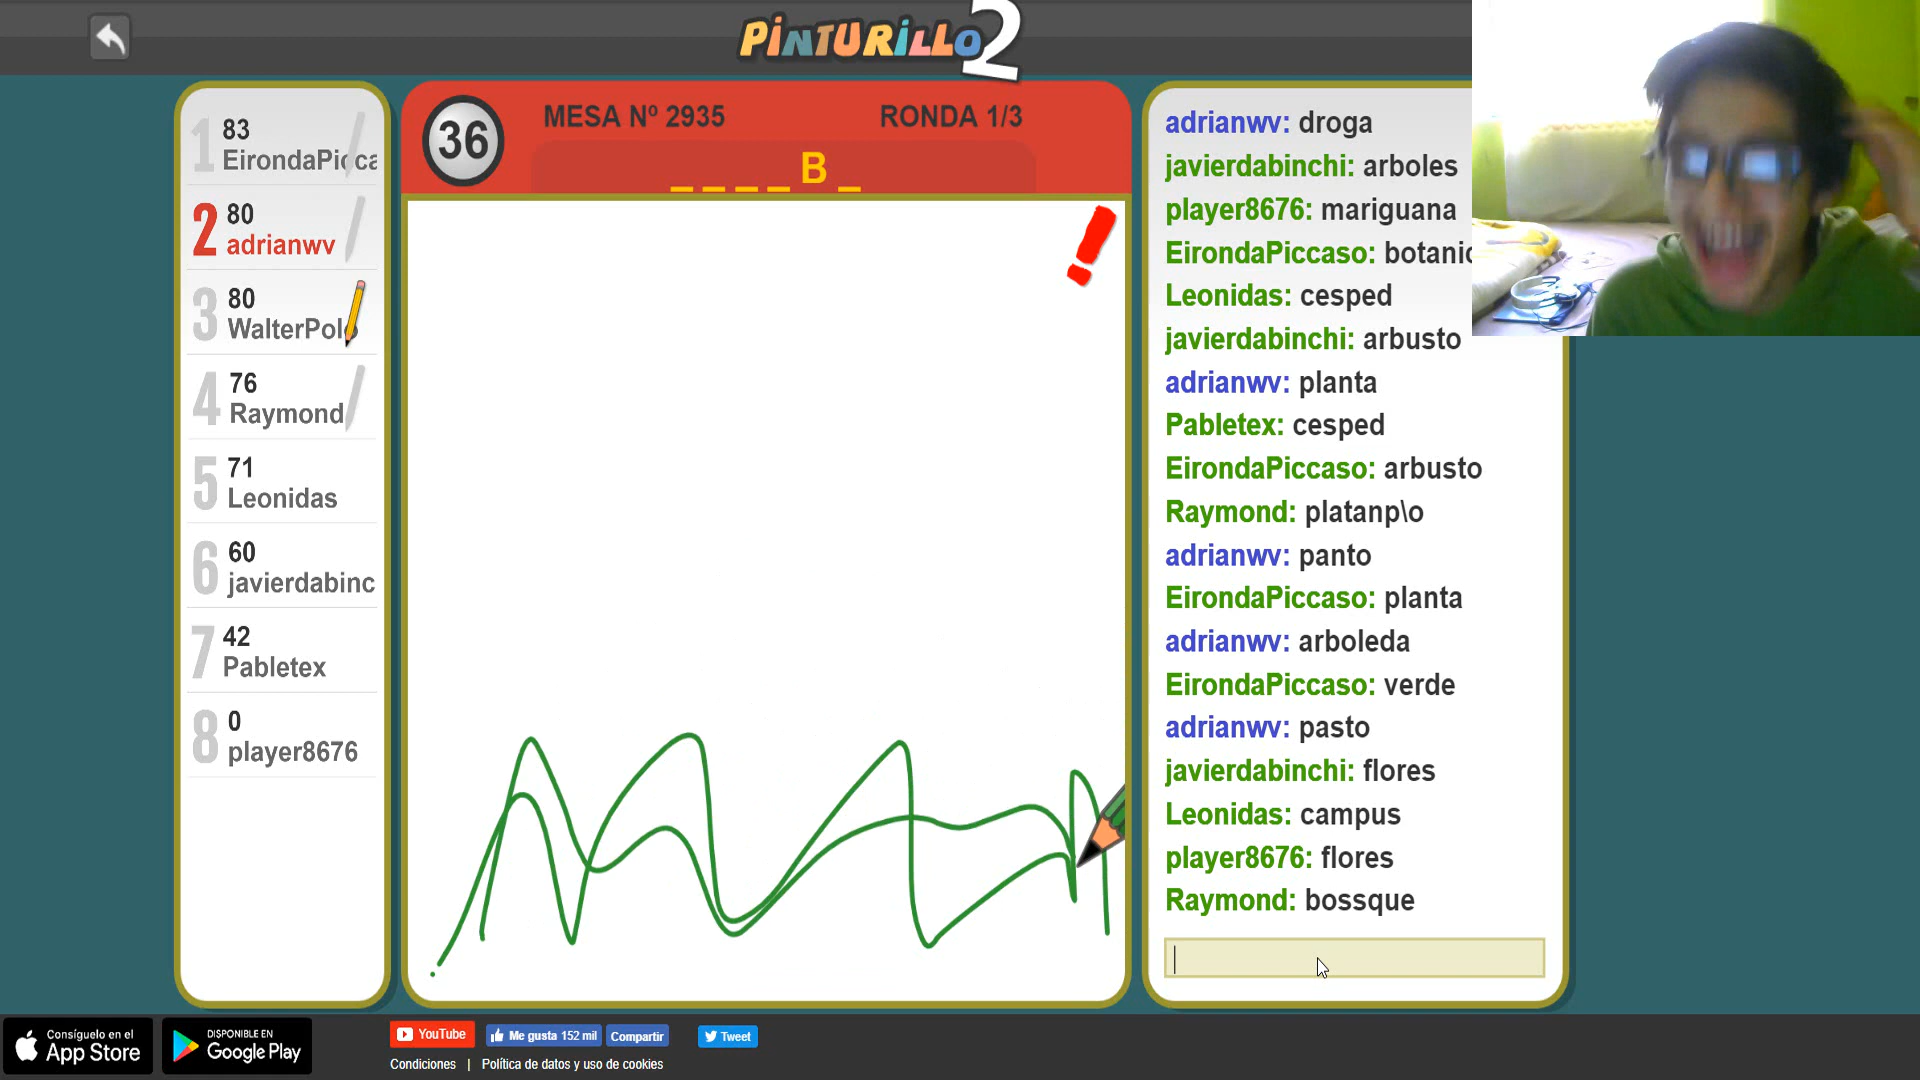 PINTURILLO 2
MESA Nº 2935
RONDA 1/3
36
_ _ _ _ B _
1 83
EirondaPicca
2 80
adrianwv
3 80
WalterPolo
4 76
Raymond
5 71
Leonidas
6 60
javierdabinc
7 42
Pabletex
8 0
player8676
!
adrianwv: droga
javierdabinchi: arboles
player8676: mariguana
EirondaPiccaso: botanic
Leonidas: cesped
javierdabinchi: arbusto
adrianwv: planta
Pabletex: cesped
EirondaPiccaso: arbusto
Raymond: platanp\o
adrianwv: panto
EirondaPiccaso: planta
adrianwv: arboleda
EirondaPiccaso: verde
adrianwv: pasto
javierdabinchi: flores
Leonidas: campus
player8676: flores
Raymond: bossque
Consíguelo en el
App Store
DISPONIBLE EN
Google Play
YouTube
Me gusta 152 mil
Compartir
Tweet
Condiciones | Política de datos y uso de cookies